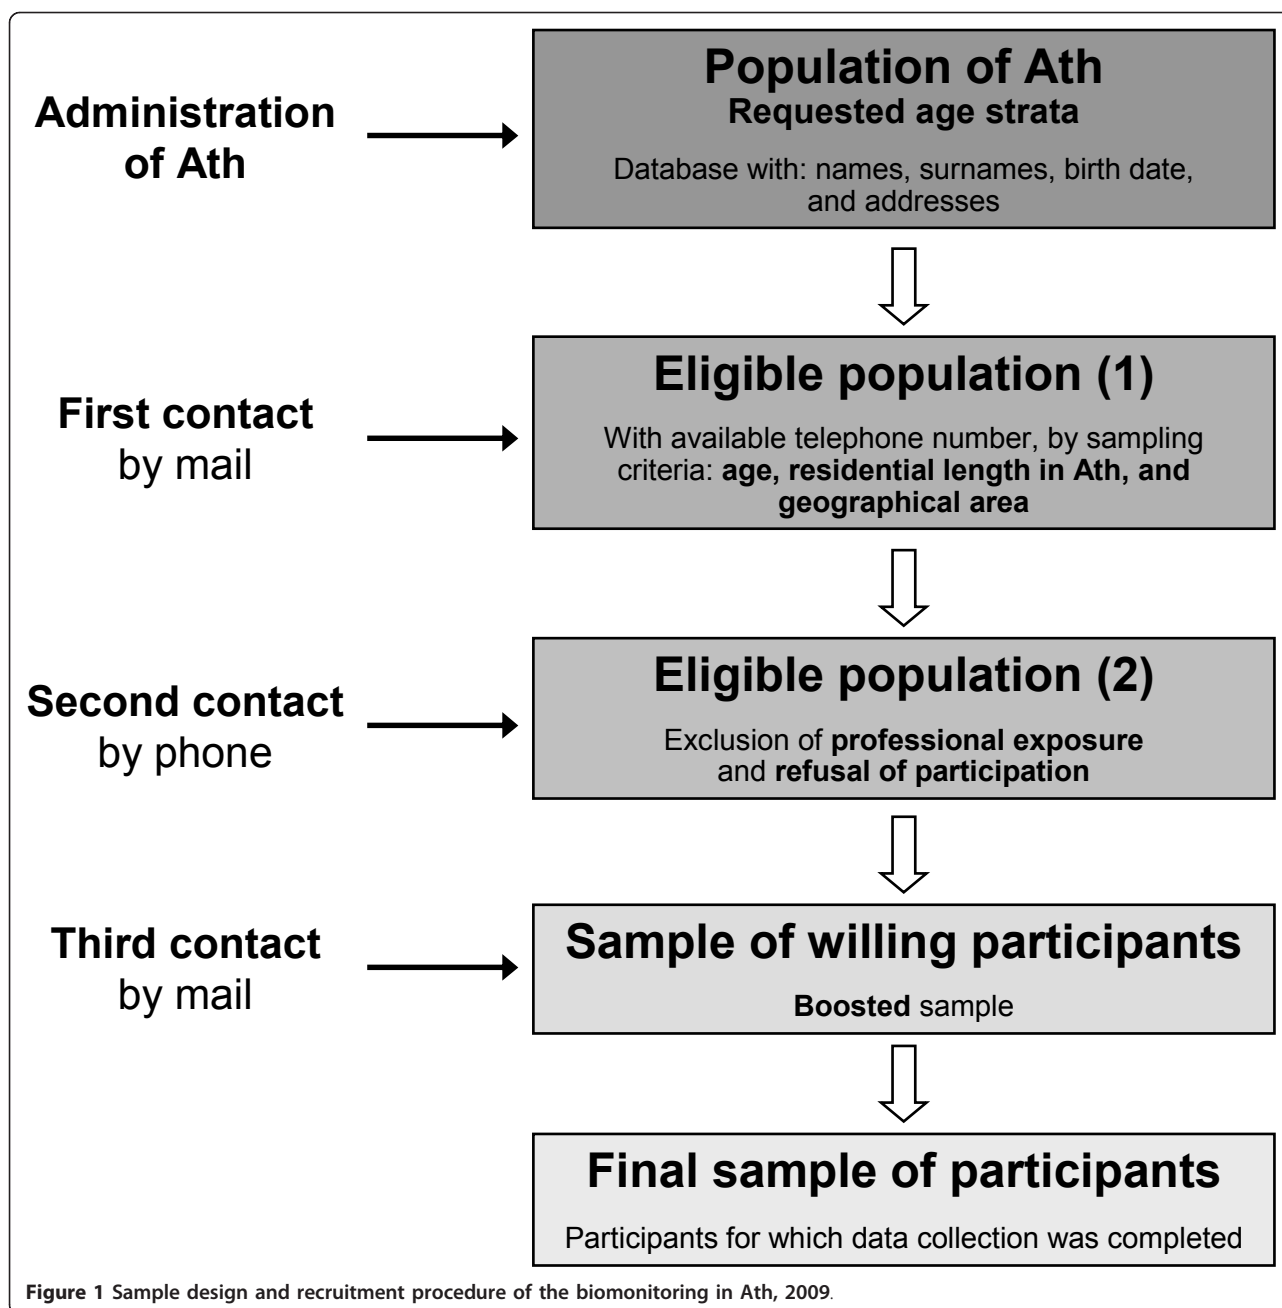 Administration
of Ath
Population of Ath
Requested age strata
Database with: names, surnames, birth date,
and addresses
First contact
by mail
Eligible population (1)
With available telephone number, by sampling
criteria: age, residential length in Ath, and
geographical area
Second contact
by phone
Eligible population (2)
Exclusion of professional exposure
and refusal of participation
Third contact
by mail
Sample of willing participants
Boosted sample
Final sample of participants
Participants for which data collection was completed
Figure 1 Sample design and recruitment procedure of the biomonitoring in Ath, 2009.